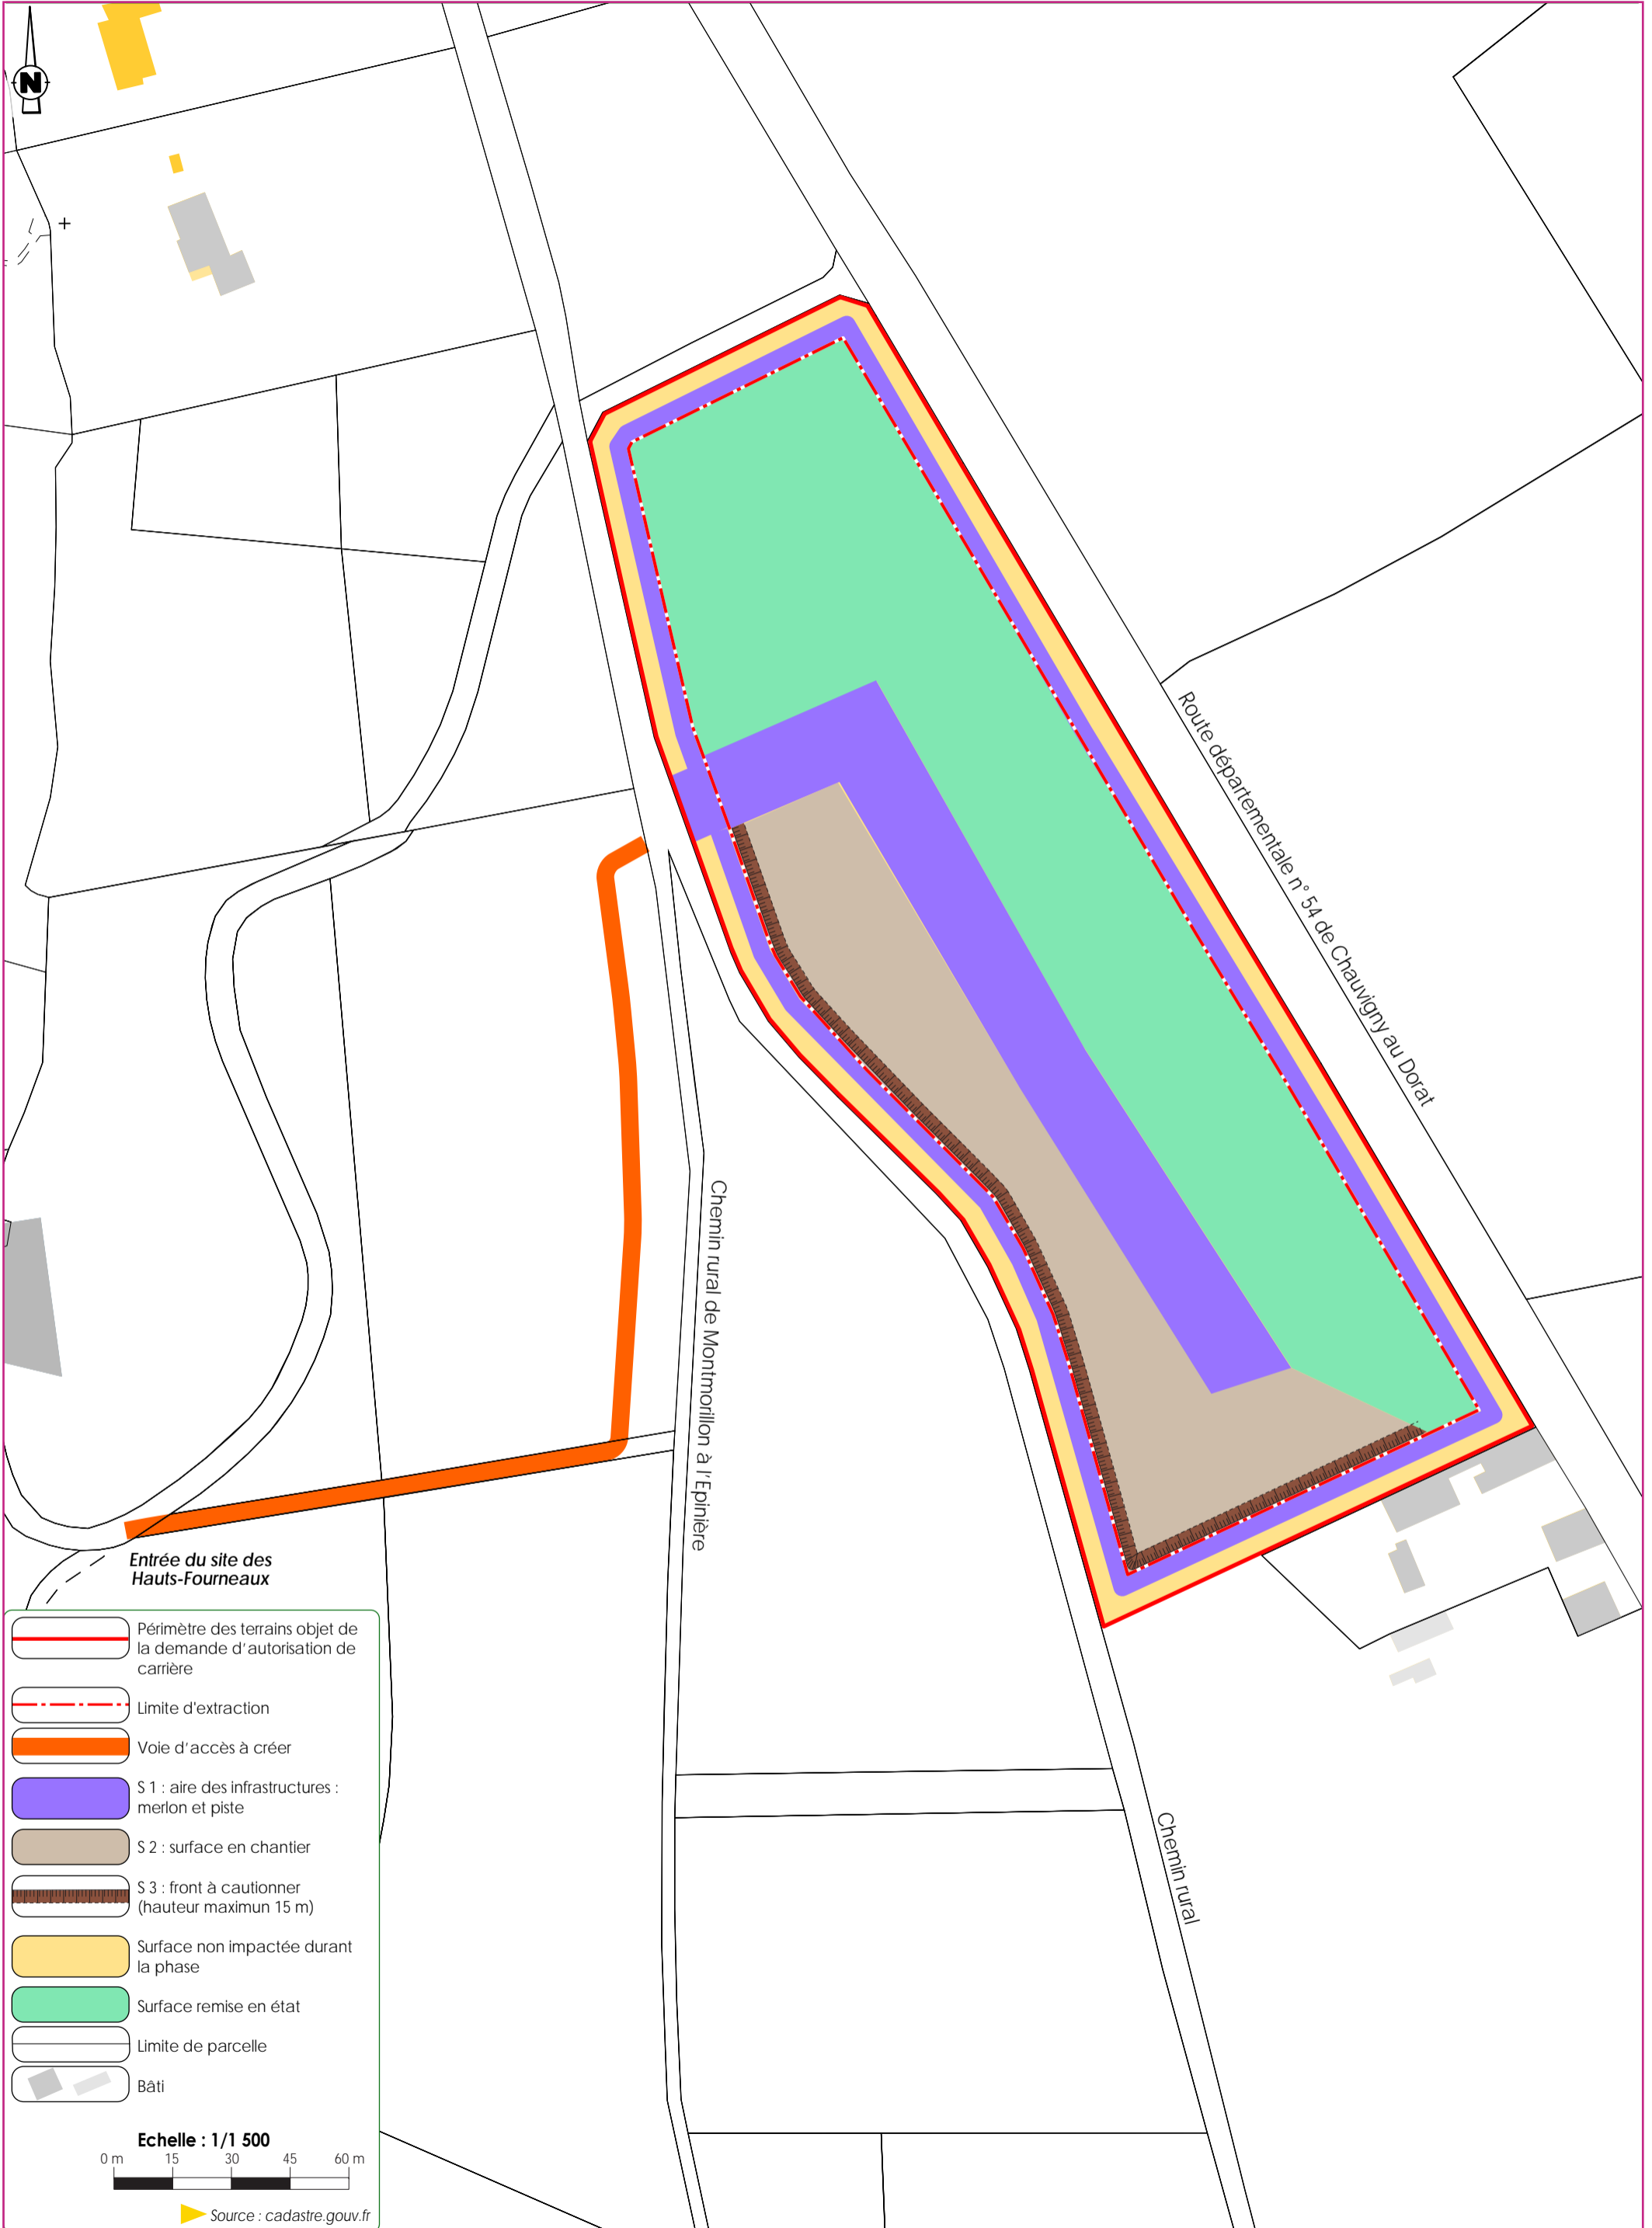 N
Route départementale n° 54 de Chauvigny au Dorat
Chemin rural de Montmorillon à l'Epinière
Chemin rural
Entrée du site des
Hauts-Fourneaux
Périmètre des terrains objet de
la demande d'autorisation de
carrière
Limite d'extraction
Voie d'accès à créer
S 1 : aire des infrastructures :
merlon et piste
S 2 : surface en chantier
S 3 : front à cautionner
(hauteur maximun 15 m)
Surface non impactée durant
la phase
Surface remise en état
Limite de parcelle
Bâti
Echelle : 1/1 500
0 m 15 30 45 60 m
Source : cadastre.gouv.fr